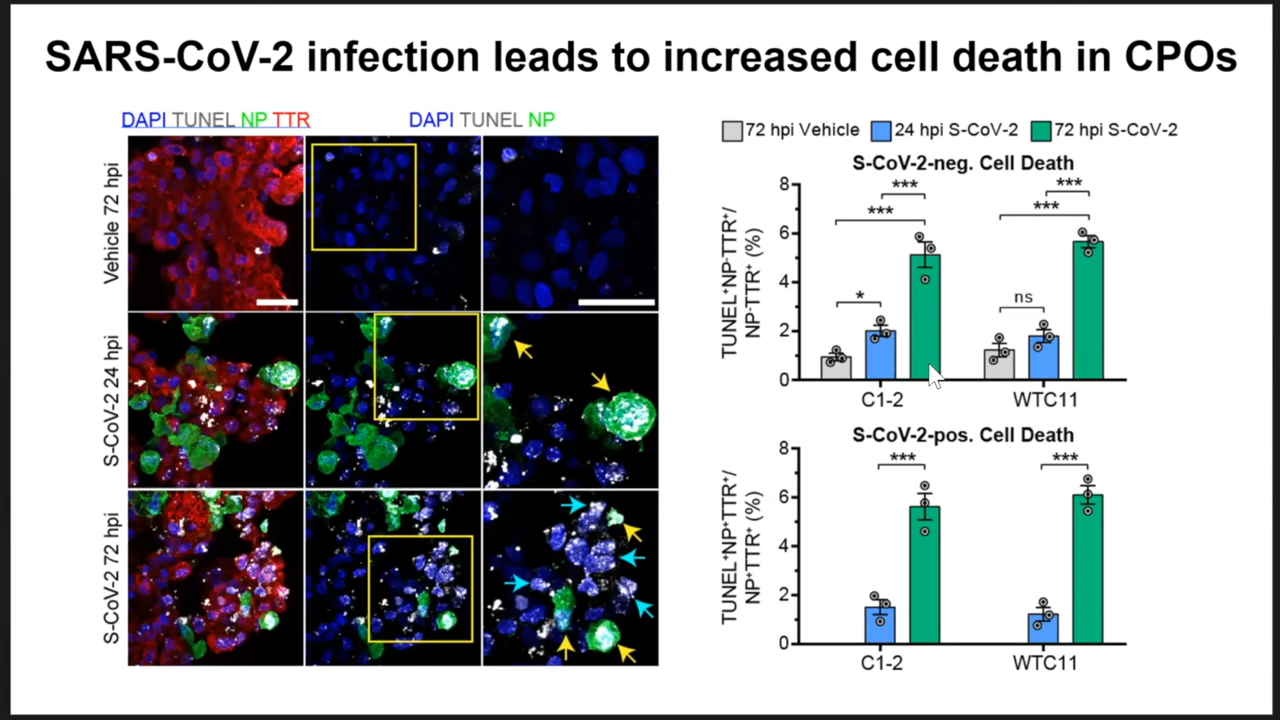 SARS-CoV-2 infection leads to increased cell death in CPOs
DAPI TUNEL NP TTR
DAPI TUNEL NP
Vehicle 72 hpi
S-CoV-2 24 hpi
S-CoV-2 72 hpi
72 hpi Vehicle 24 hpi S-CoV-2 72 hpi S-CoV-2
S-CoV-2-neg. Cell Death
TUNEL⁺NP⁻TTR⁺/
NP⁻TTR⁺ (%)
8
6
4
2
0
***
***
*
***
***
ns
C1-2 WTC11
S-CoV-2-pos. Cell Death
TUNEL⁺NP⁺TTR⁺/
NP⁺TTR⁺ (%)
8
6
4
2
0
***
***
C1-2 WTC11